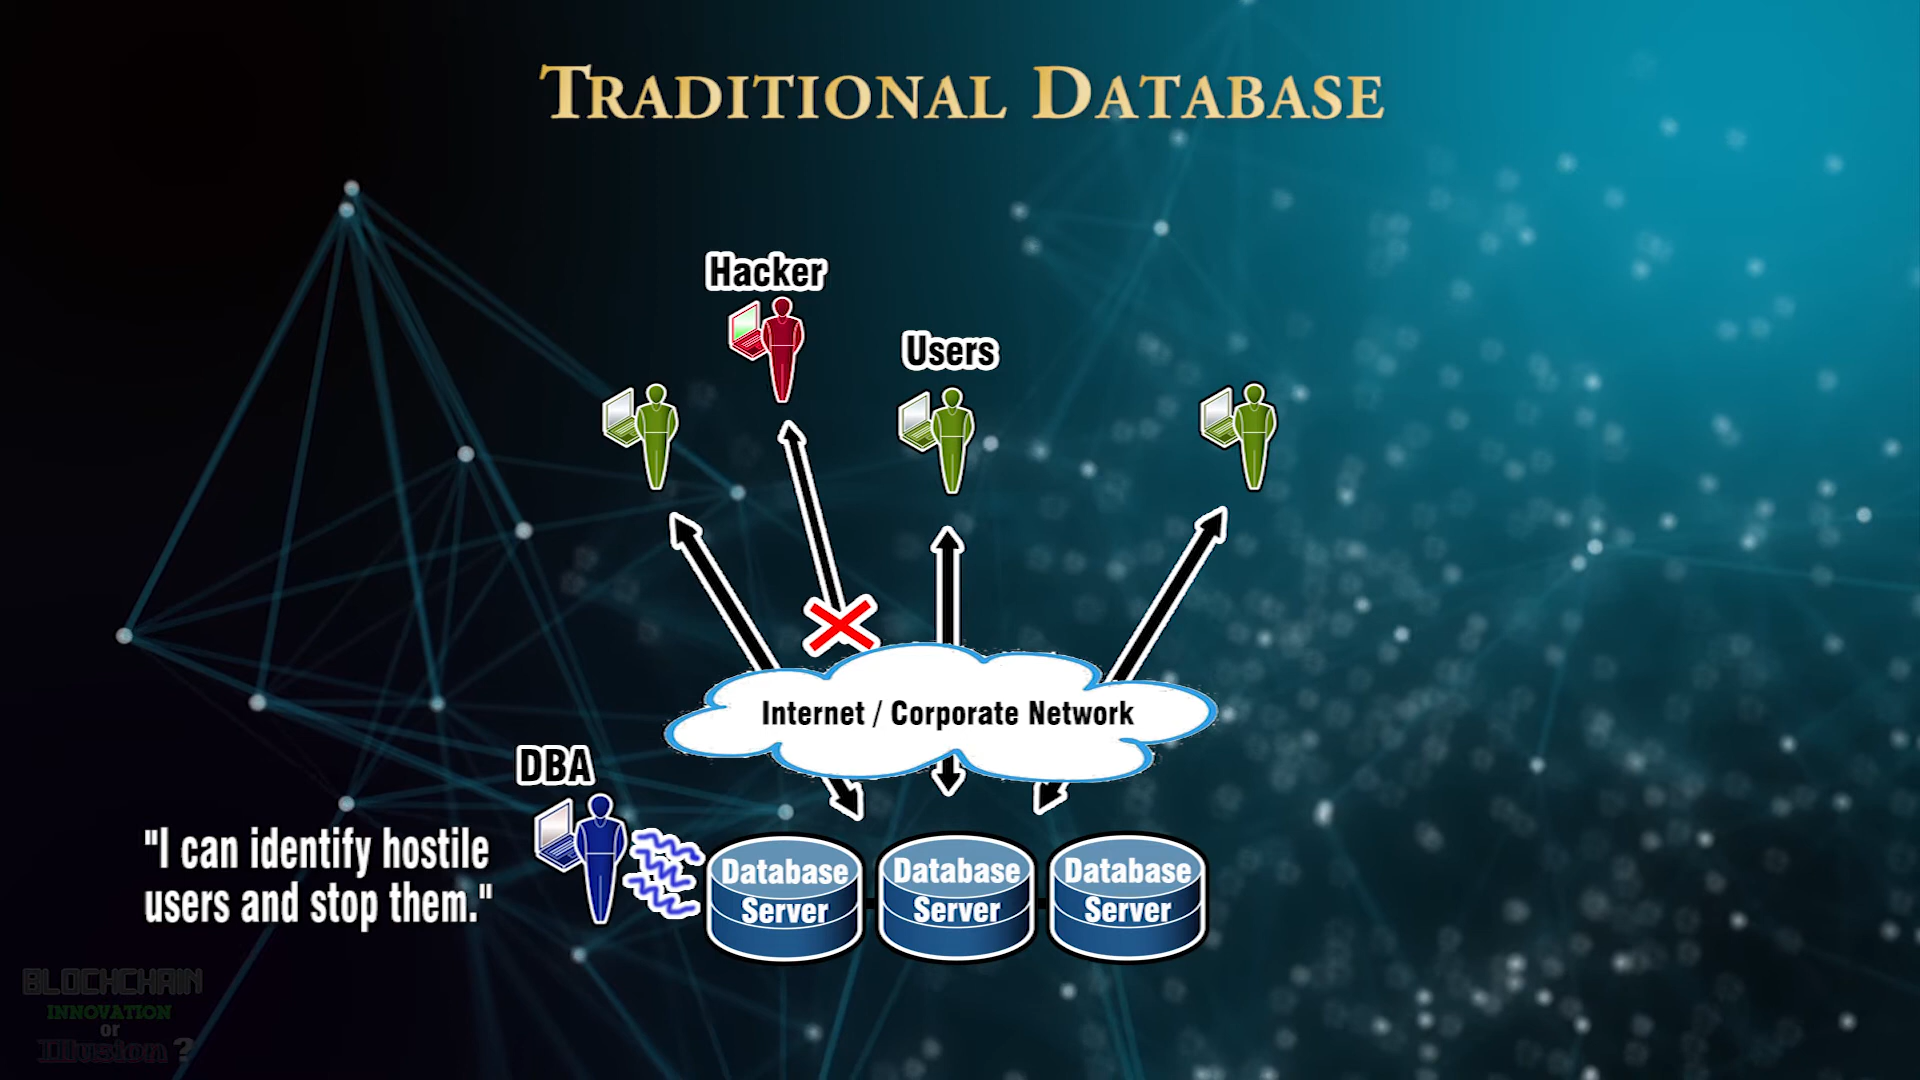 TRADITIONAL DATABASE
Hacker
Users
Internet / Corporate Network
DBA
"I can identify hostile
users and stop them."
Database
Server
Database
Server
Database
Server
BLOCHCHAIN
INNOVATION
or
Illusion ?